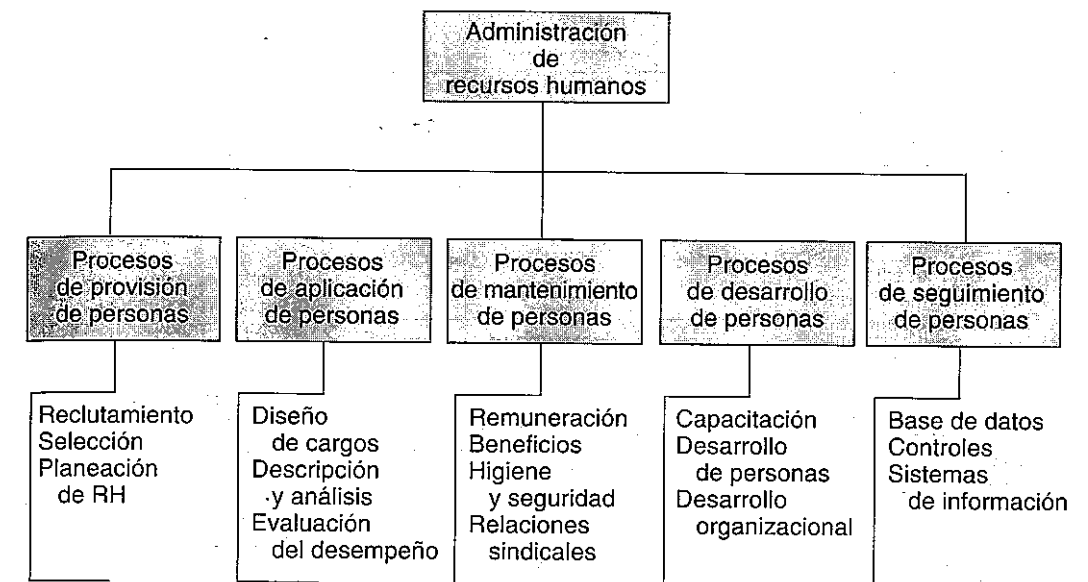 Administración
de
recursos humanos
Procesos
de provisión
de personas
Procesos
de aplicación
de personas
Procesos
de mantenimiento
de personas
Procesos
de desarrollo
de personas
Procesos
de seguimiento
de personas
Reclutamiento
Selección
Planeación
de RH
Diseño
de cargos
Descripción
y análisis
Evaluación
del desempeño
Remuneración
Beneficios
Higiene
y seguridad
Relaciones
sindicales
Capacitación
Desarrollo
de personas
Desarrollo
organizacional
Base de datos
Controles
Sistemas
de información